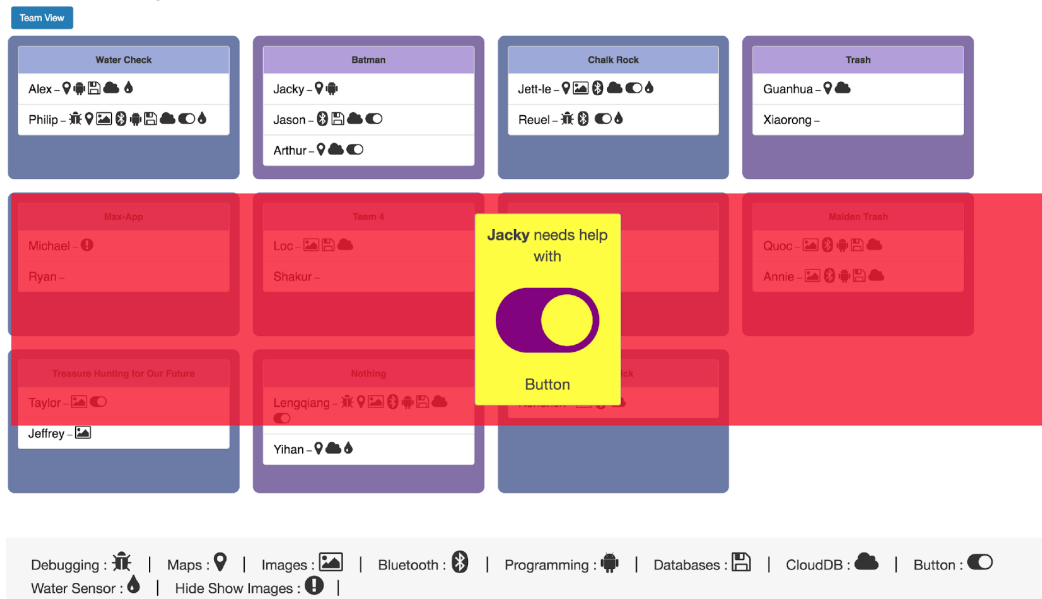 Team View
Water Check
Alex –
Philip –
Batman
Jacky –
Jason –
Arthur –
Chalk Rock
Jett-le –
Reuel –
Trash
Guanhua –
Xiaorong –
Max-App
Michael –
Ryan –
Team 4
Loc –
Shakur –
Jacky needs help
with
Button
Maiden Trash
Quoc –
Annie –
Treasure Hunting for Our Future
Taylor –
Jeffrey –
Nothing
Lengqiang –
Yihan –
Debugging : | Maps : | Images : | Bluetooth : | Programming : | Databases : | CloudDB : | Button :
Water Sensor : | Hide Show Images : |